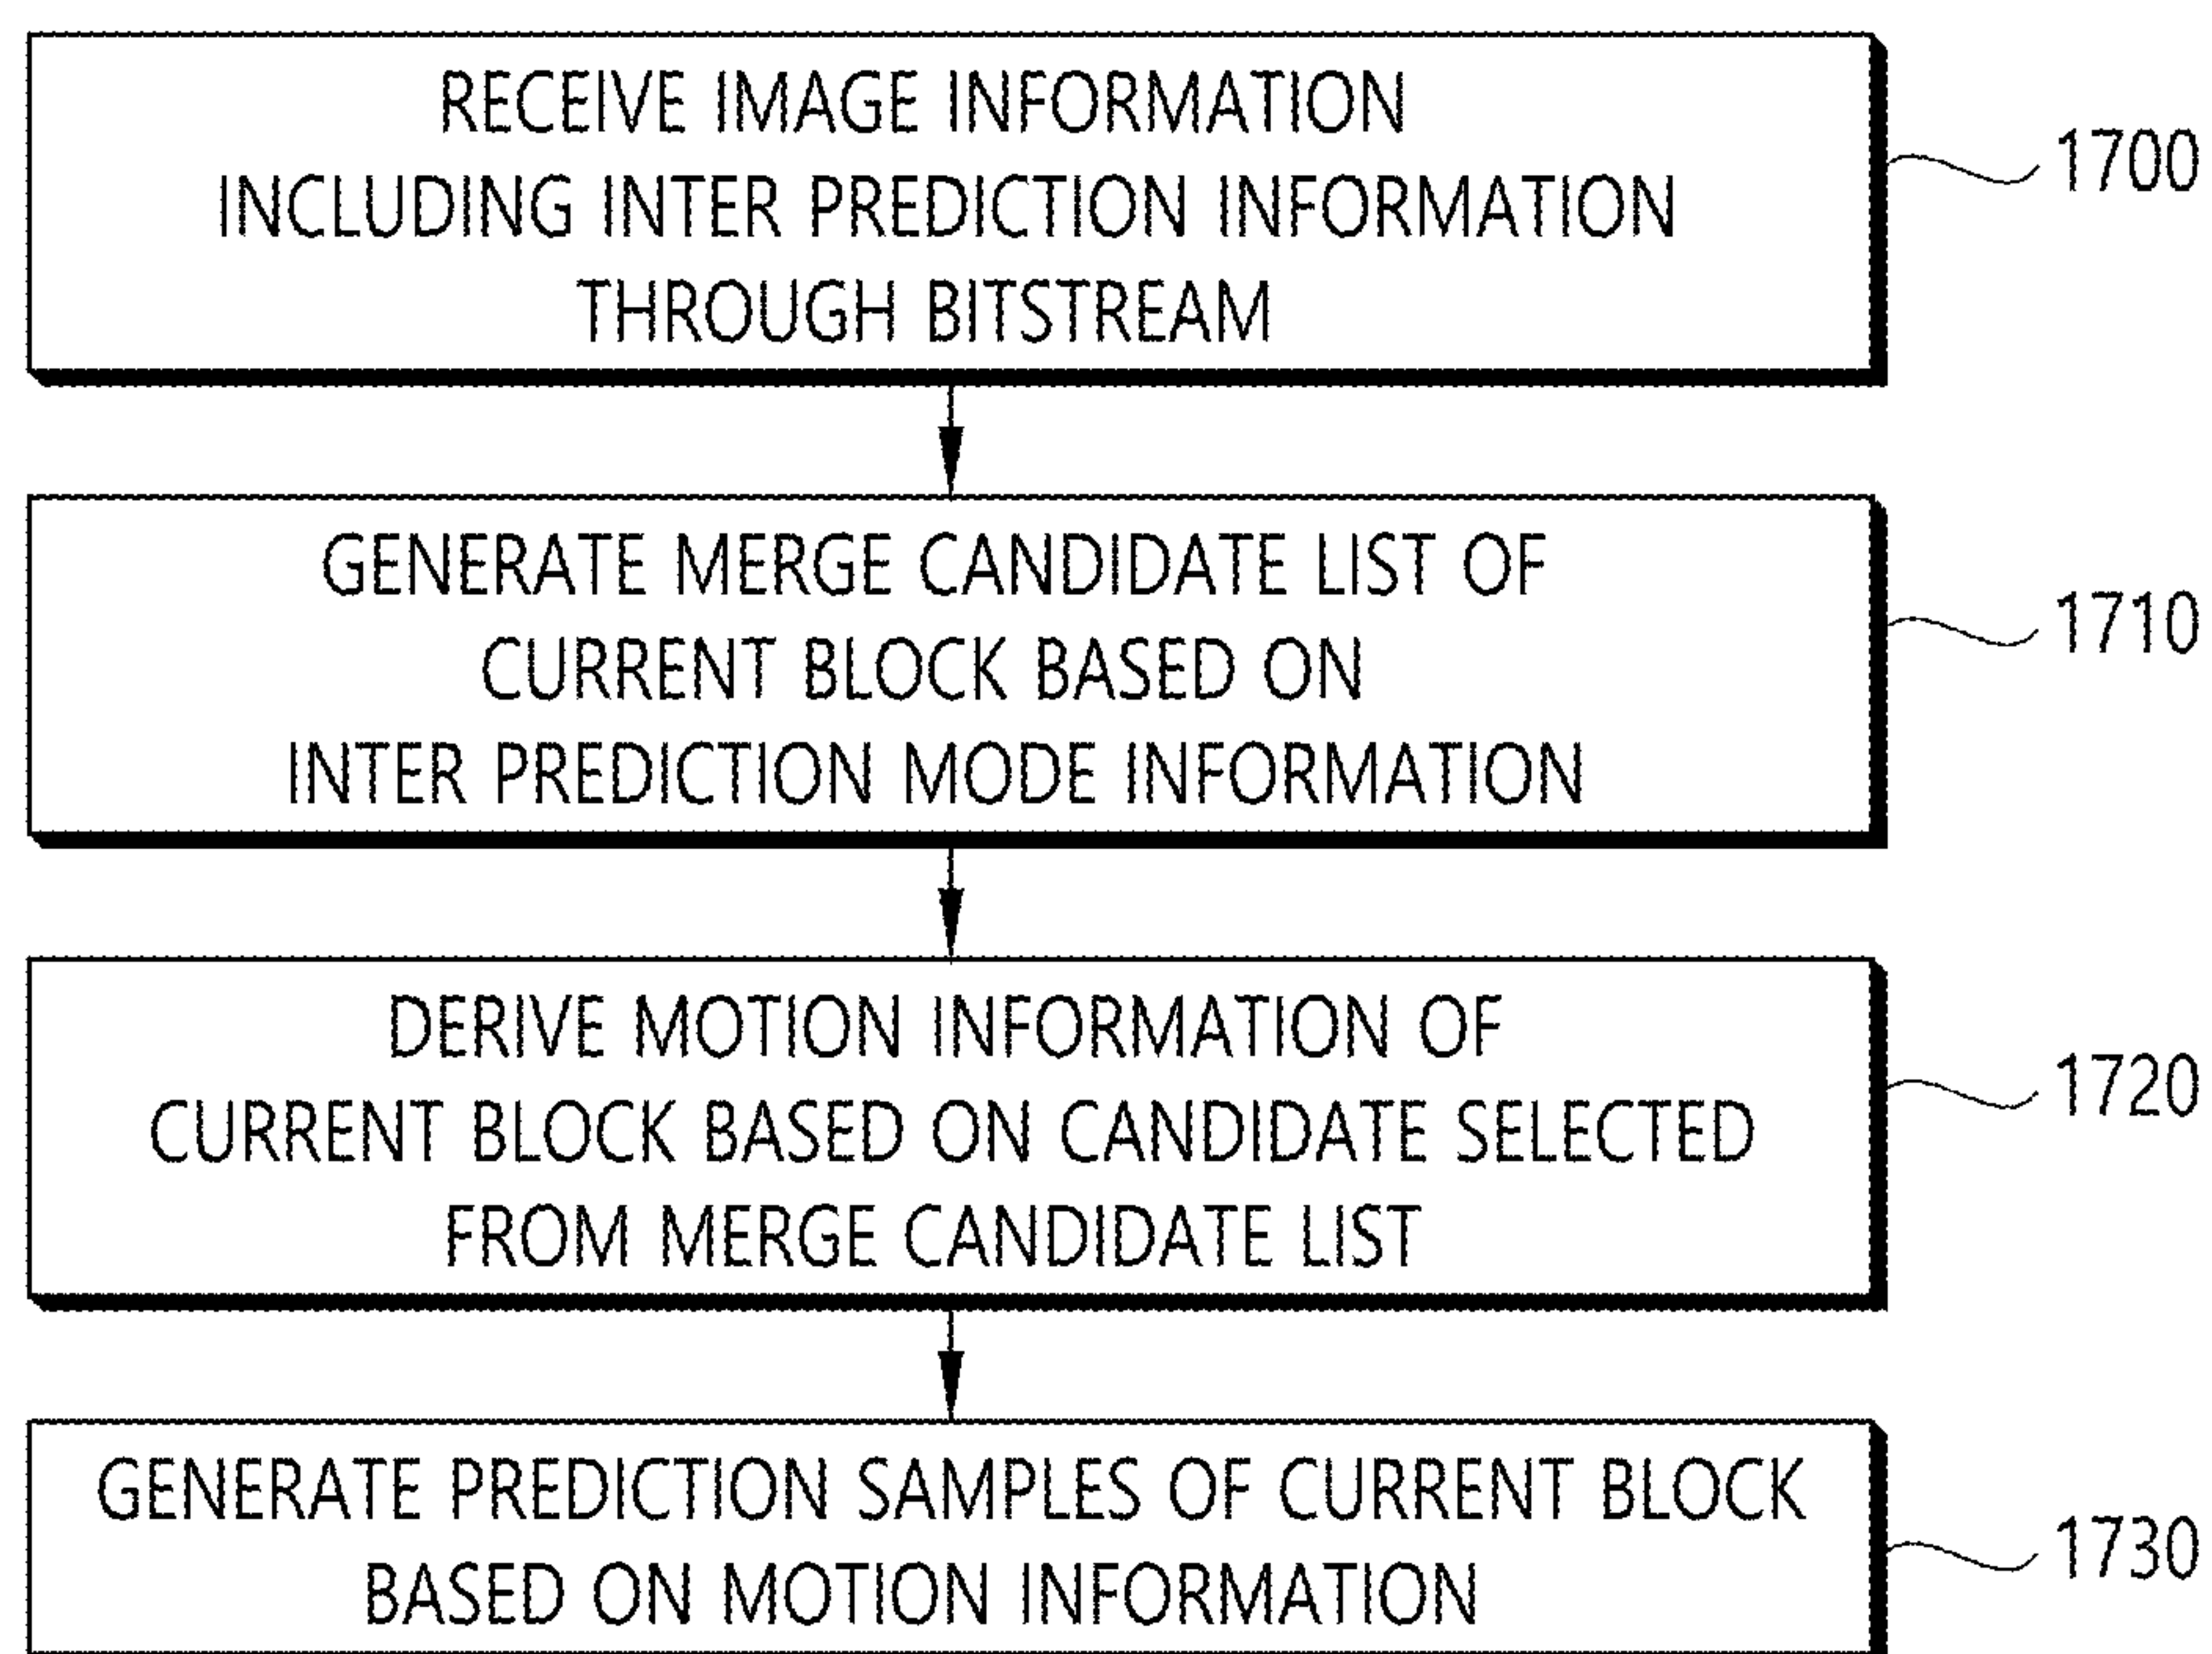 RECEIVE IMAGE INFORMATION
INCLUDING INTER PREDICTION INFORMATION
THROUGH BITSTREAM
1700
GENERATE MERGE CANDIDATE LIST OF
CURRENT BLOCK BASED ON
INTER PREDICTION MODE INFORMATION
1710
DERIVE MOTION INFORMATION OF
CURRENT BLOCK BASED ON CANDIDATE SELECTED
FROM MERGE CANDIDATE LIST
1720
GENERATE PREDICTION SAMPLES OF CURRENT BLOCK
BASED ON MOTION INFORMATION
1730